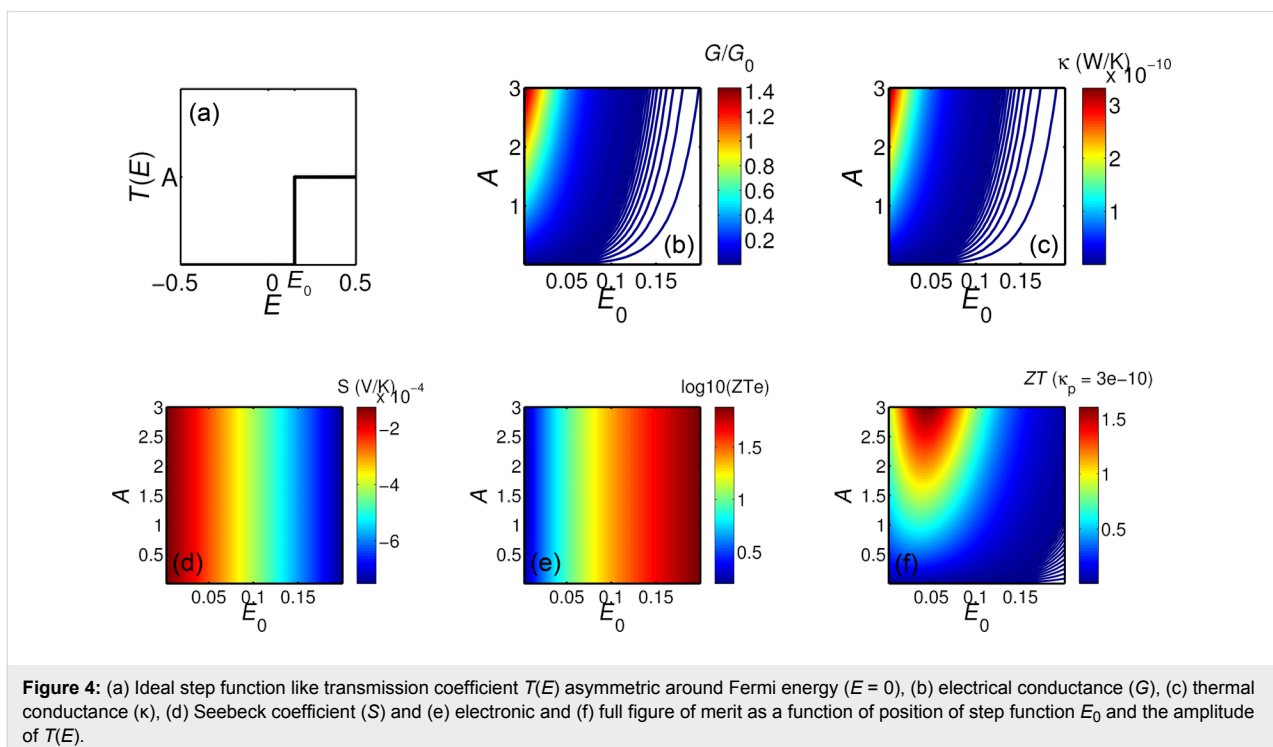 (a)
T(E)
A
−0.5
0
E₀
0.5
E
G/G₀
3
2
1
A
(b)
0.05
0.1
0.15
E₀
1.4
1.2
1
0.8
0.6
0.4
0.2
κ (W/K)
x 10⁻¹⁰
3
2
1
A
(c)
0.05
0.1
0.15
E₀
3
2
1
S (V/K)
x 10⁻⁴
3
2.5
2
1.5
1
0.5
A
(d)
0.05
0.1
0.15
E₀
−2
−4
−6
log10(ZTe)
3
2.5
2
1.5
1
0.5
A
(e)
0.05
0.1
0.15
E₀
1.5
1
0.5
ZT (κₚ = 3e−10)
3
2.5
2
1.5
1
0.5
A
(f)
0.05
0.1
0.15
E₀
1.5
1
0.5
Figure 4: (a) Ideal step function like transmission coefficient T(E) asymmetric around Fermi energy (E = 0), (b) electrical conductance (G), (c) thermal
conductance (κ), (d) Seebeck coefficient (S) and (e) electronic and (f) full figure of merit as a function of position of step function E₀ and the amplitude
of T(E).